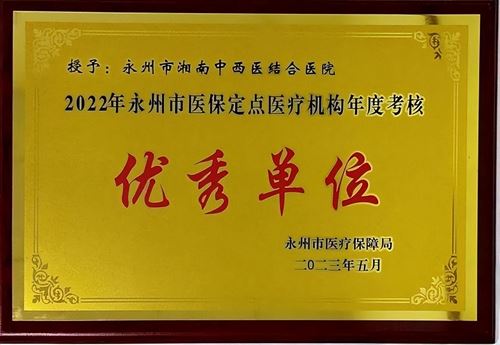 授予：永州市湘南中西医结合医院
2022年永州市医保定点医疗机构年度考核
优秀单位
永州市医疗保障局
二〇二三年五月